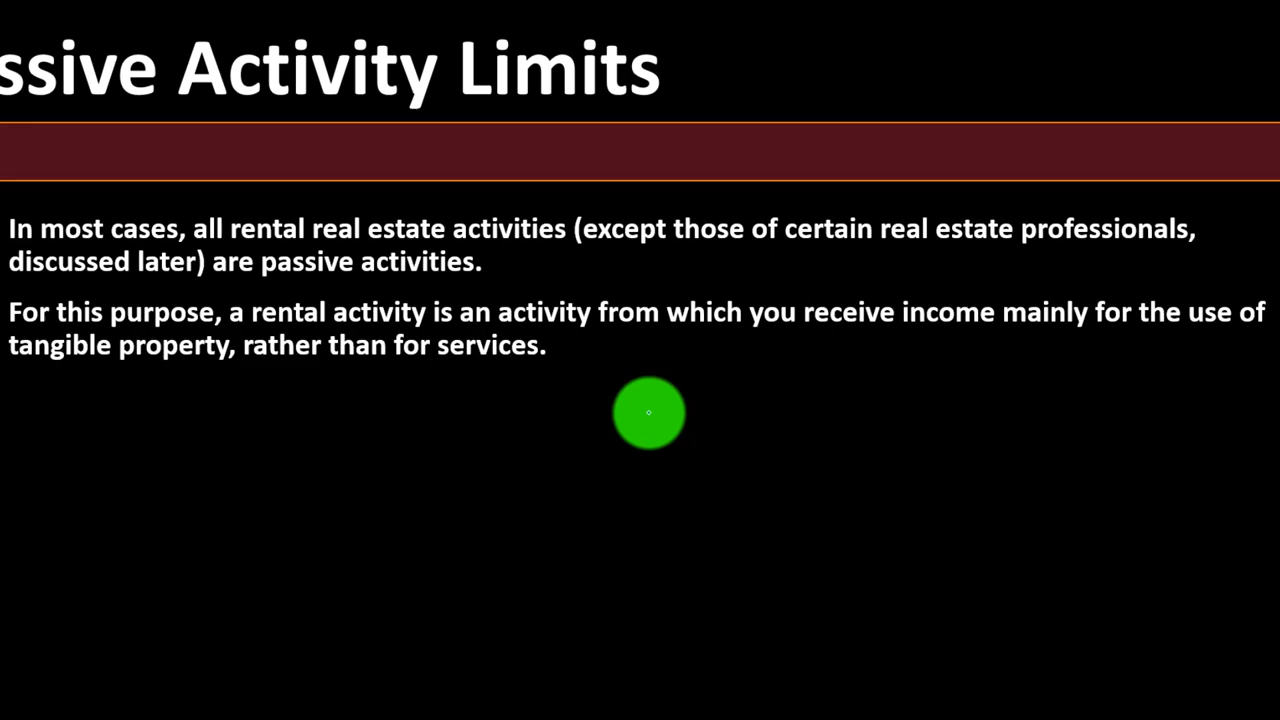 ssive Activity Limits
In most cases, all rental real estate activities (except those of certain real estate professionals,
discussed later) are passive activities.
For this purpose, a rental activity is an activity from which you receive income mainly for the use of
tangible property, rather than for services.